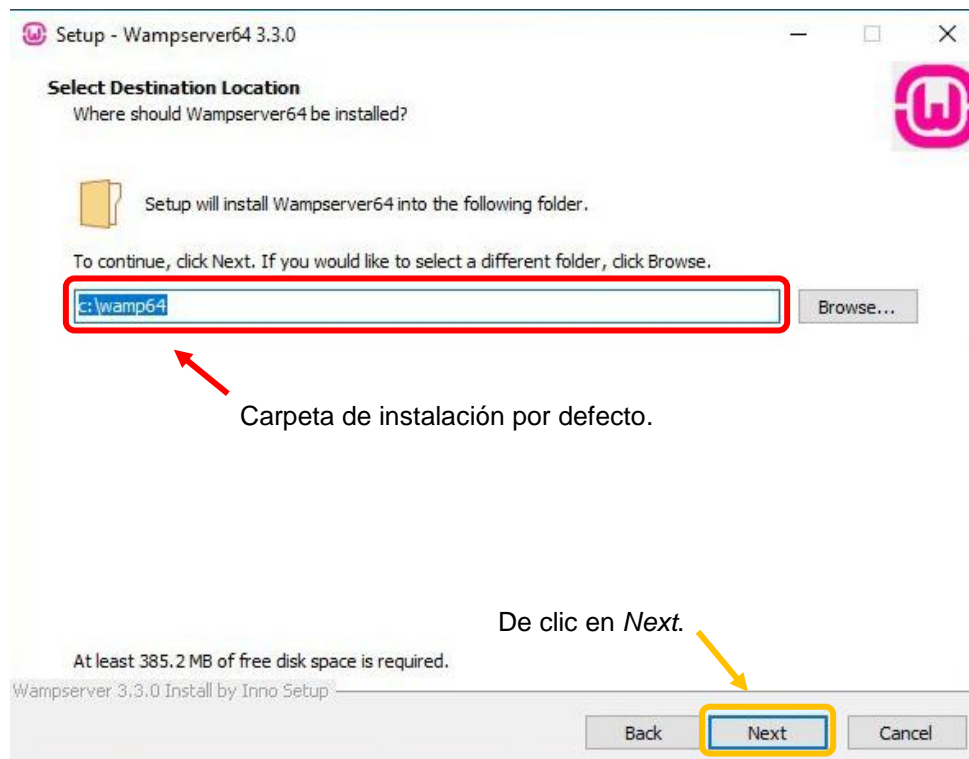 Setup - Wampserver64 3.3.0
Select Destination Location
Where should Wampserver64 be installed?
Setup will install Wampserver64 into the following folder.
To continue, click Next. If you would like to select a different folder, click Browse.
c:\wamp64
Browse...
Carpeta de instalación por defecto.
De clic en Next.
At least 385.2 MB of free disk space is required.
Wampserver 3.3.0 Install by Inno Setup
Back Next Cancel